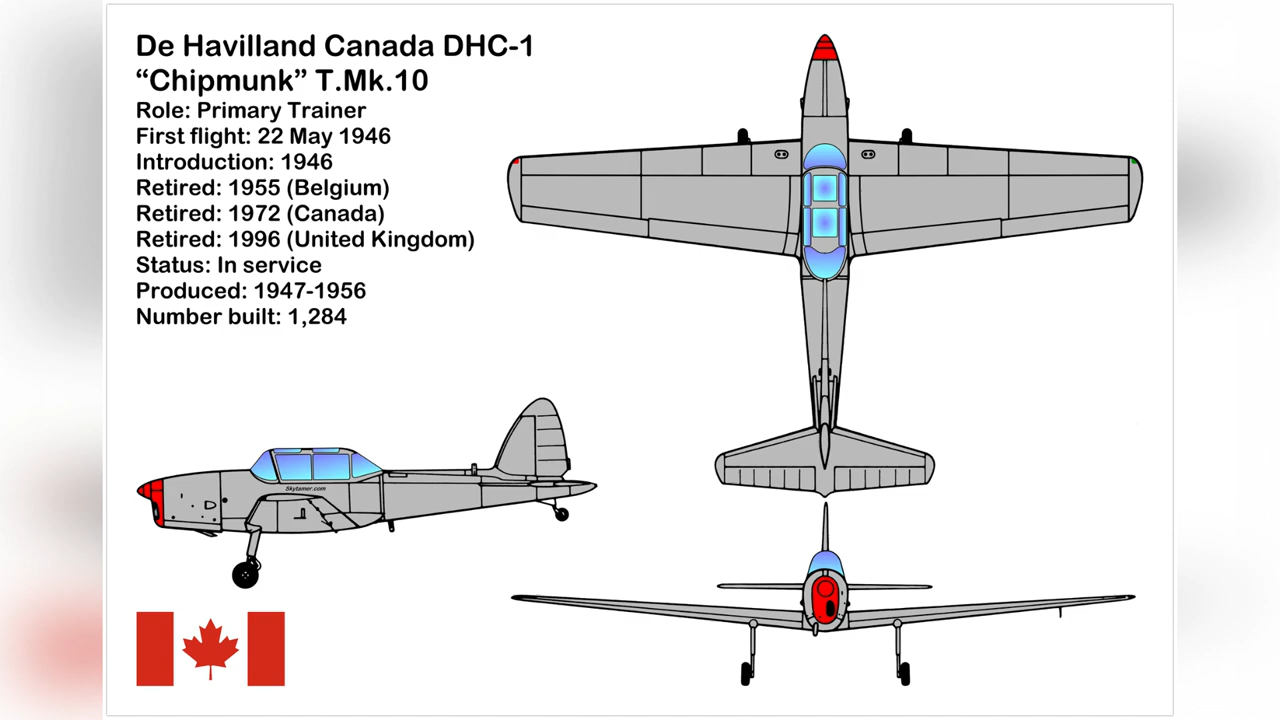 De Havilland Canada DHC-1
“Chipmunk” T.Mk.10
Role: Primary Trainer
First flight: 22 May 1946
Introduction: 1946
Retired: 1955 (Belgium)
Retired: 1972 (Canada)
Retired: 1996 (United Kingdom)
Status: In service
Produced: 1947-1956
Number built: 1,284
Skytamer.com